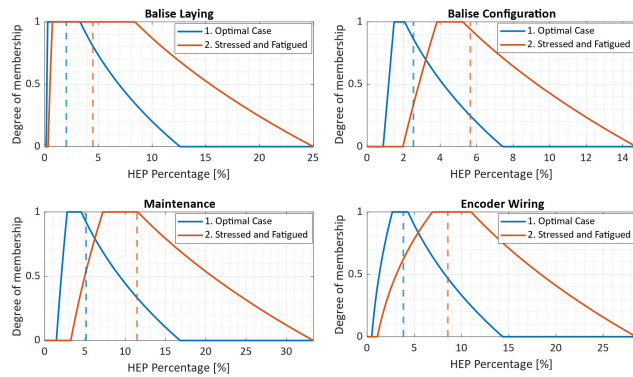 Balise Laying
1
0.5
0
Degree of membership
1. Optimal Case
2. Stressed and Fatigued
0 5 10 15 20 25
HEP Percentage [%]
Balise Configuration
1
0.5
0
Degree of membership
1. Optimal Case
2. Stressed and Fatigued
0 2 4 6 8 10 12 14
HEP Percentage [%]
Maintenance
1
0.5
0
Degree of membership
1. Optimal Case
2. Stressed and Fatigued
0 5 10 15 20 25 30
HEP Percentage [%]
Encoder Wiring
1
0.5
0
Degree of membership
1. Optimal Case
2. Stressed and Fatigued
0 5 10 15 20 25
HEP Percentage [%]